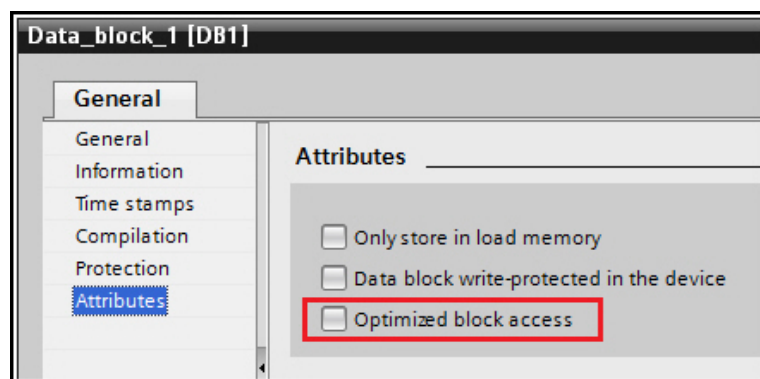 Data_block_1 [DB1]
General
General
Information
Time stamps
Compilation
Protection
Attributes
Attributes
Only store in load memory
Data block write-protected in the device
Optimized block access